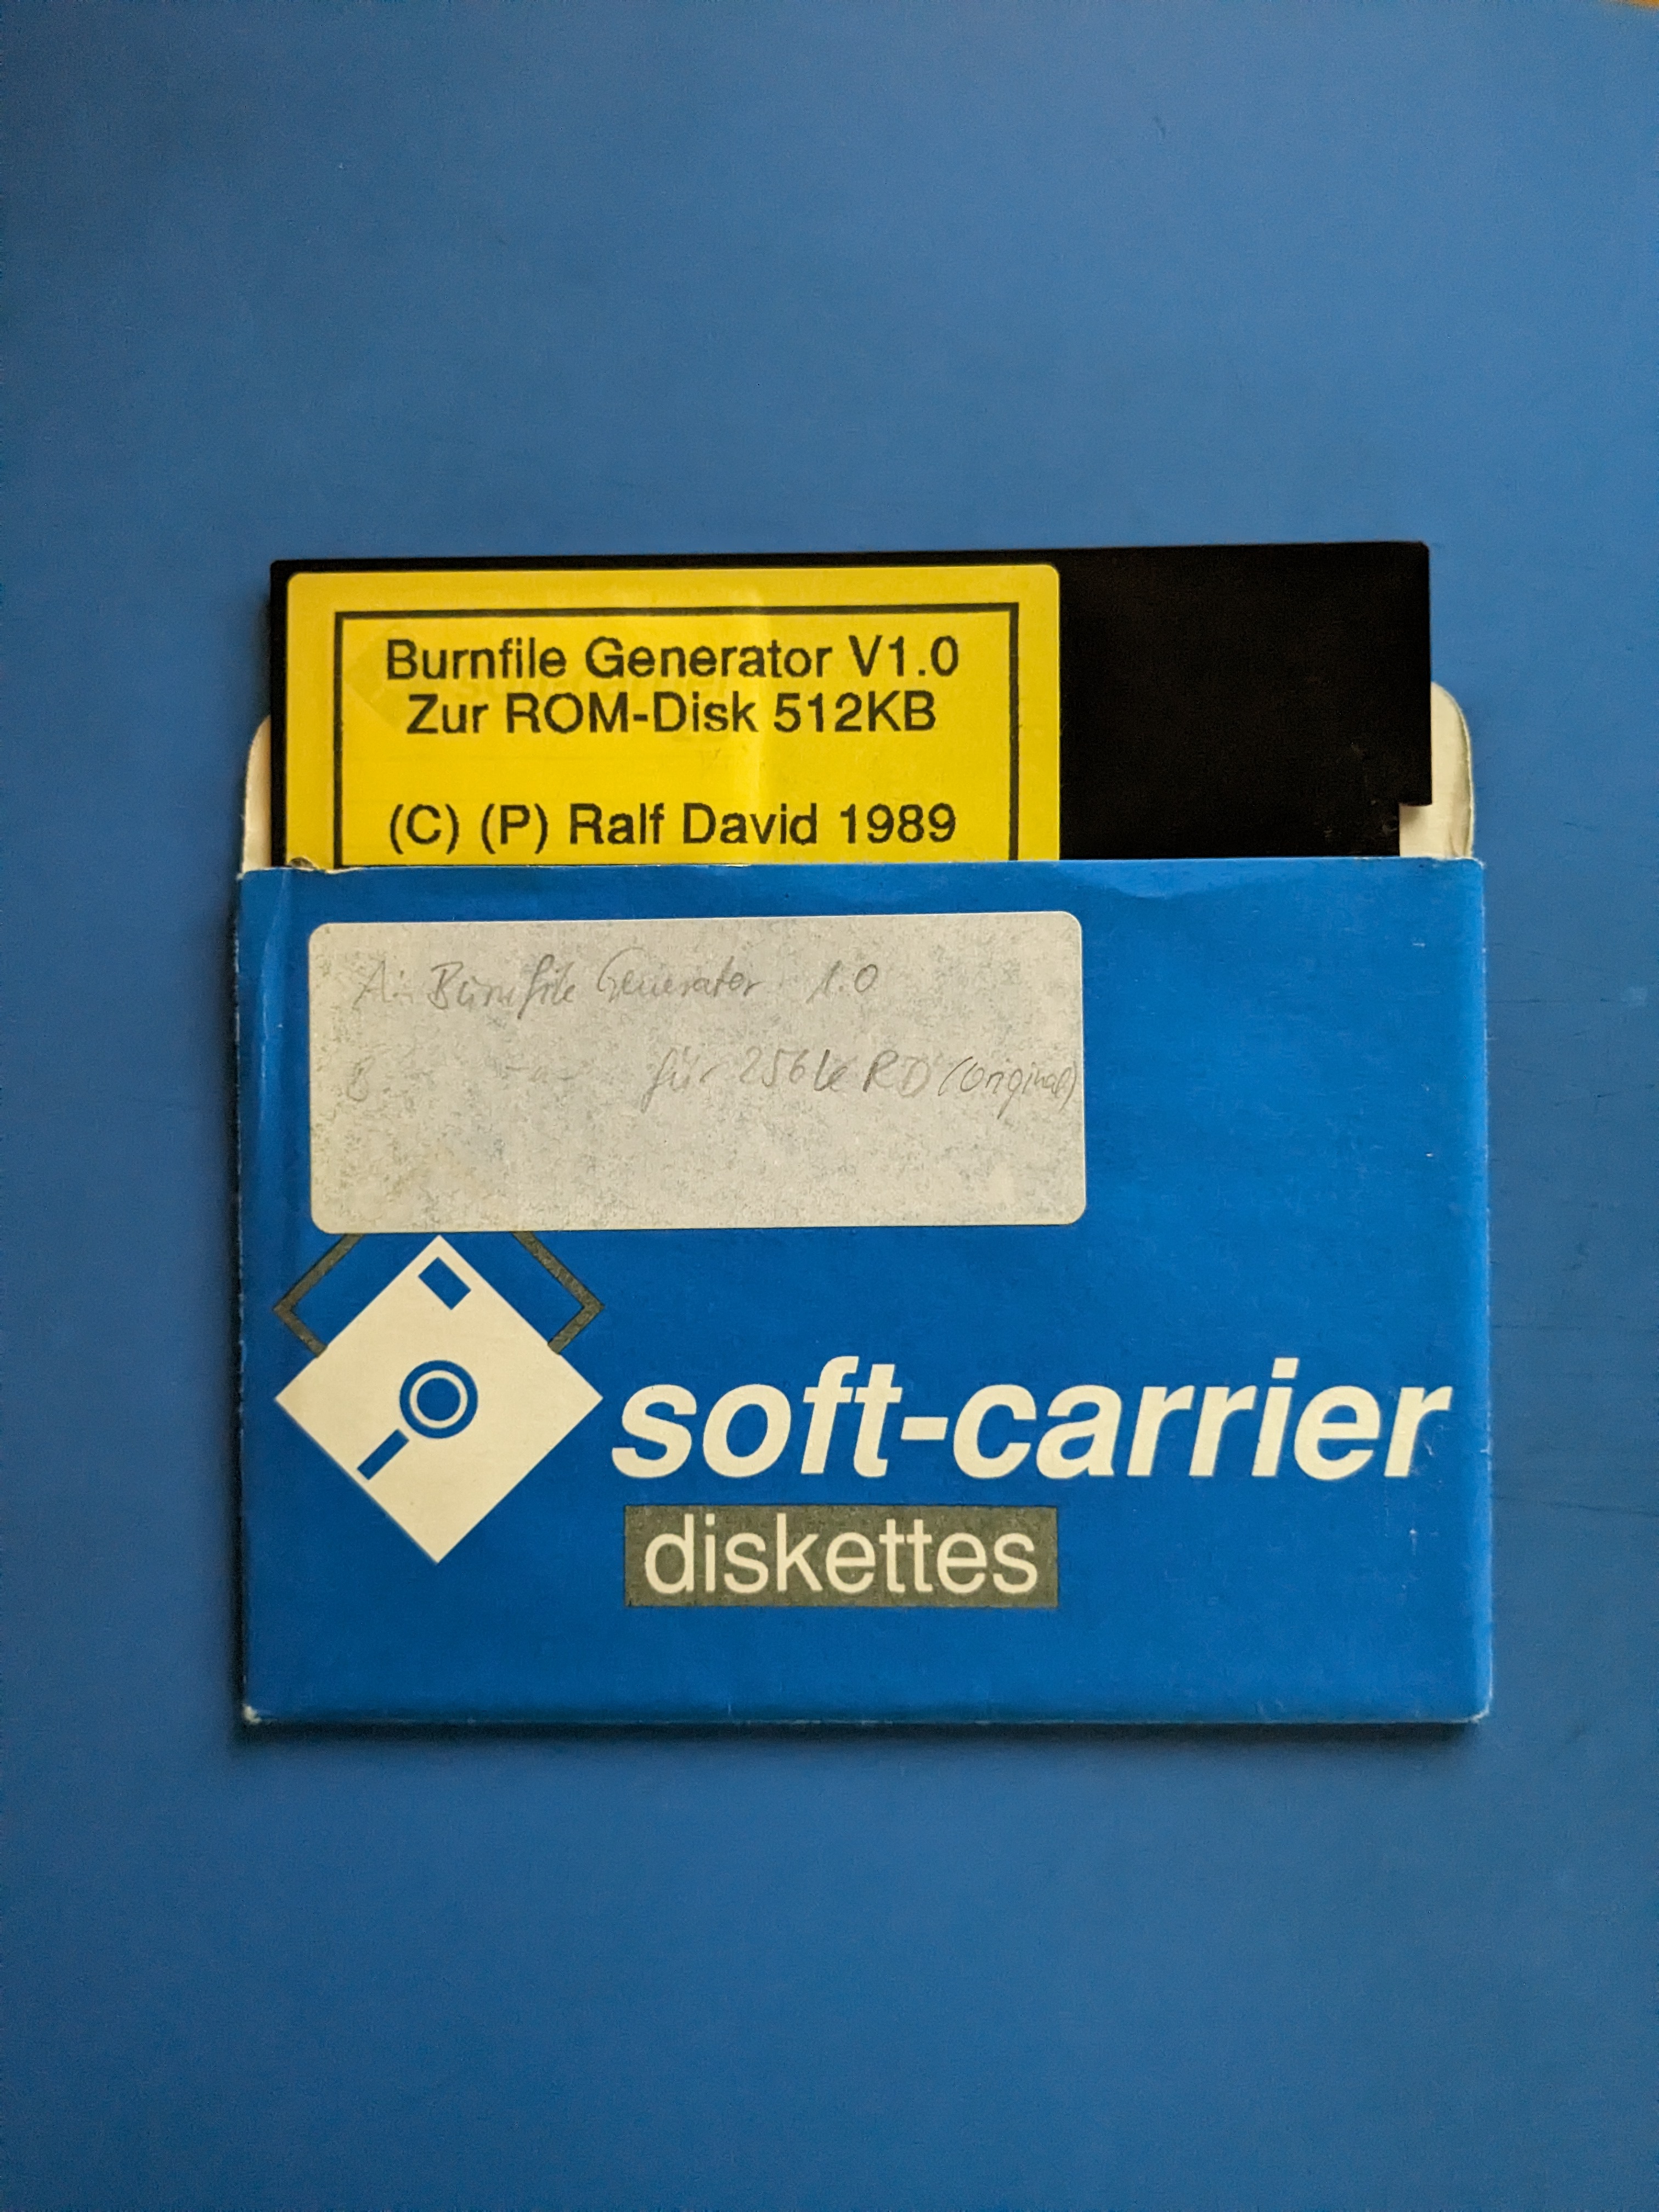 Burnfile Generator V1.0
Zur ROM-Disk 512KB
(C) (P) Ralf David 1989
A: Burnfile Generator 1.0
B -"- für 256k RD (Original)
soft-carrier
diskettes